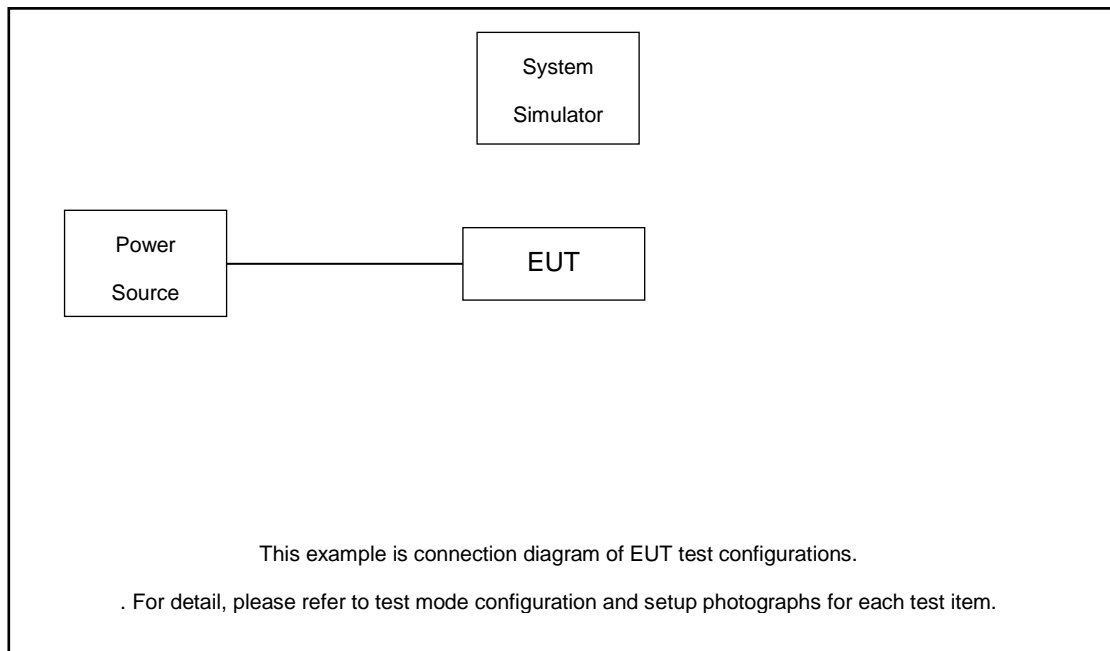 System
Simulator
Power
Source
EUT
This example is connection diagram of EUT test configurations.
. For detail, please refer to test mode configuration and setup photographs for each test item.